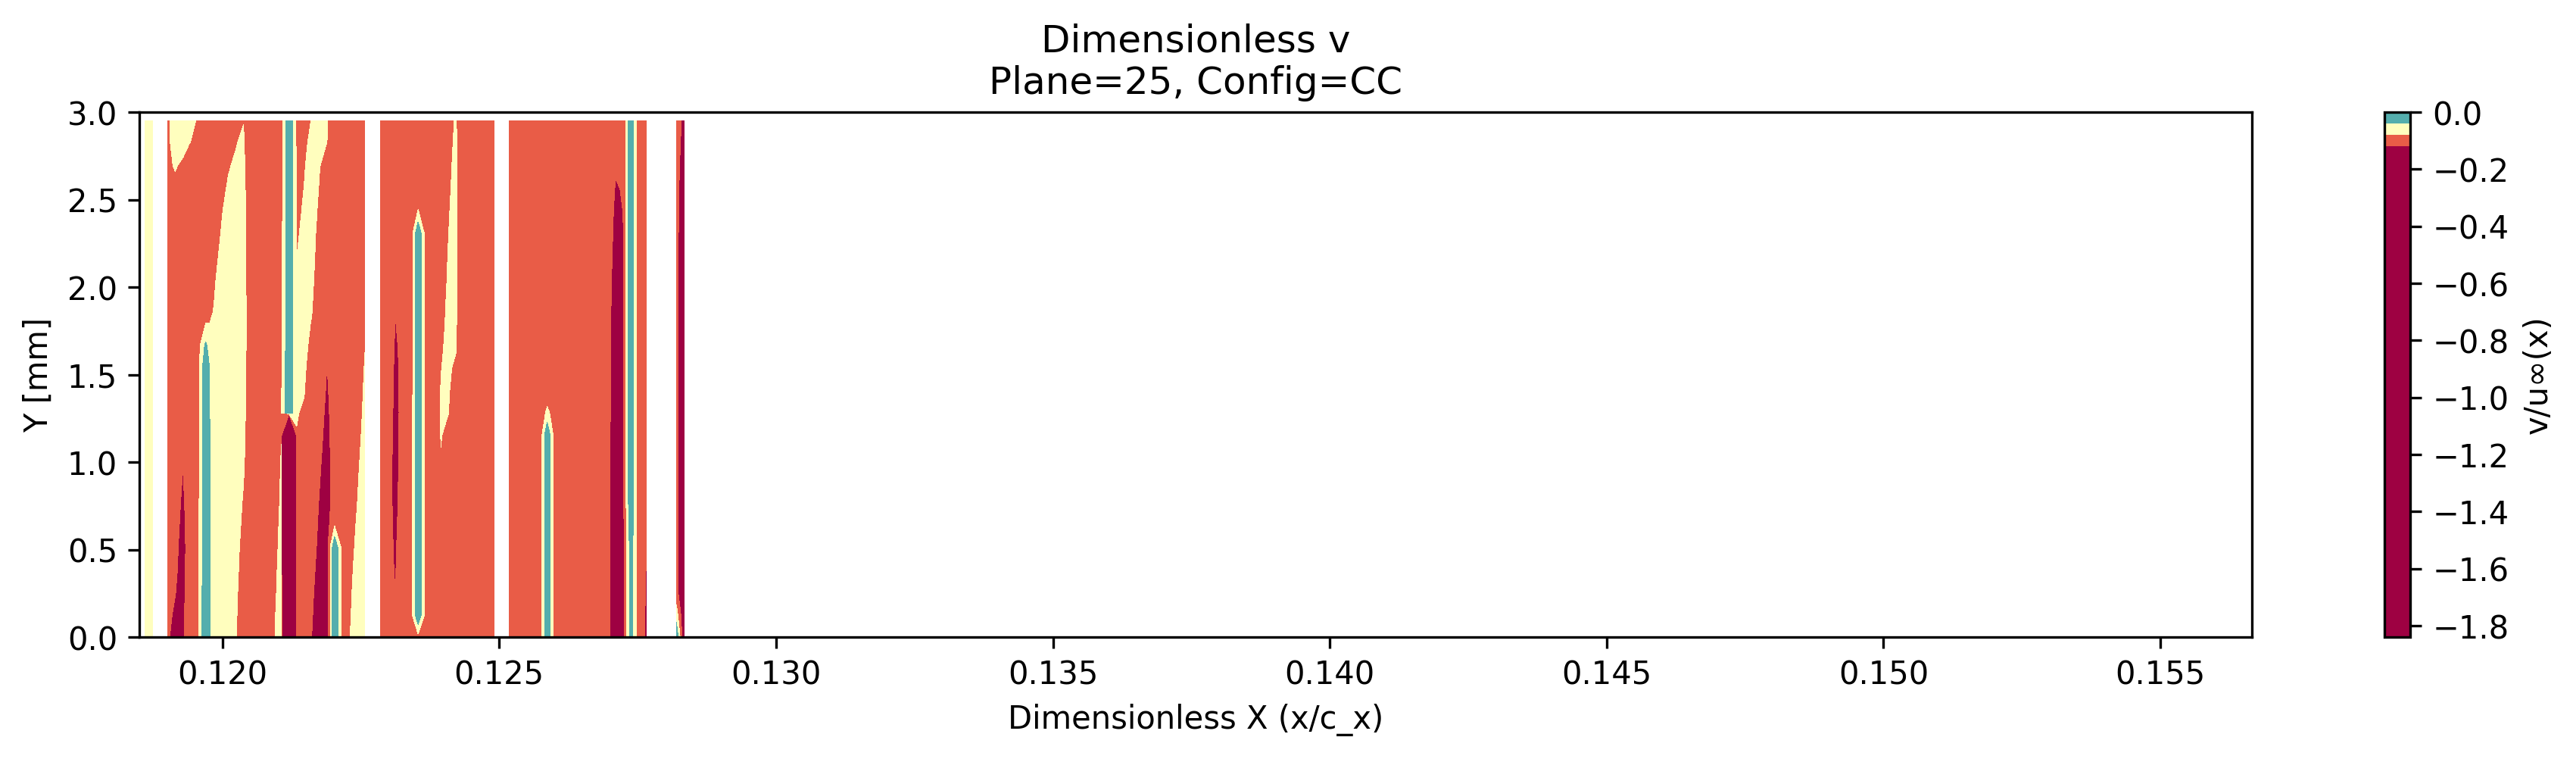 Dimensionless v
Plane=25, Config=CC
3.0
2.5
2.0
1.5
1.0
0.5
0.0
Y [mm]
0.120 0.125 0.130 0.135 0.140 0.145 0.150 0.155
Dimensionless X (x/c_x)
0.0
−0.2
−0.4
−0.6
−0.8
−1.0
−1.2
−1.4
−1.6
−1.8
v/u∞(x)